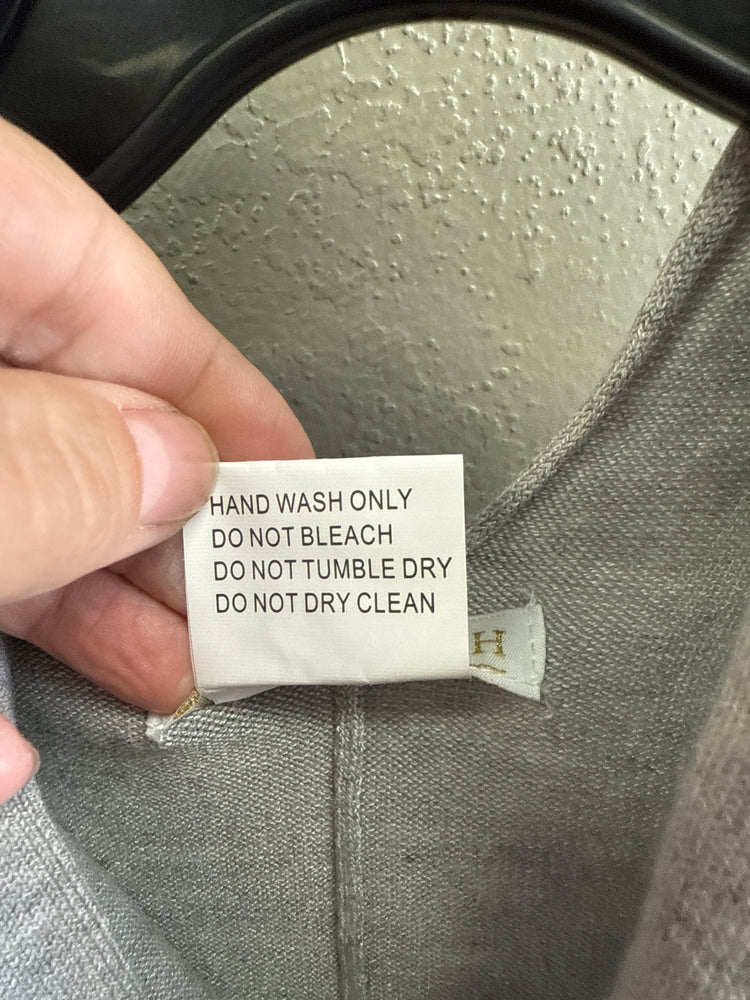 HAND WASH ONLY
DO NOT BLEACH
DO NOT TUMBLE DRY
DO NOT DRY CLEAN
H